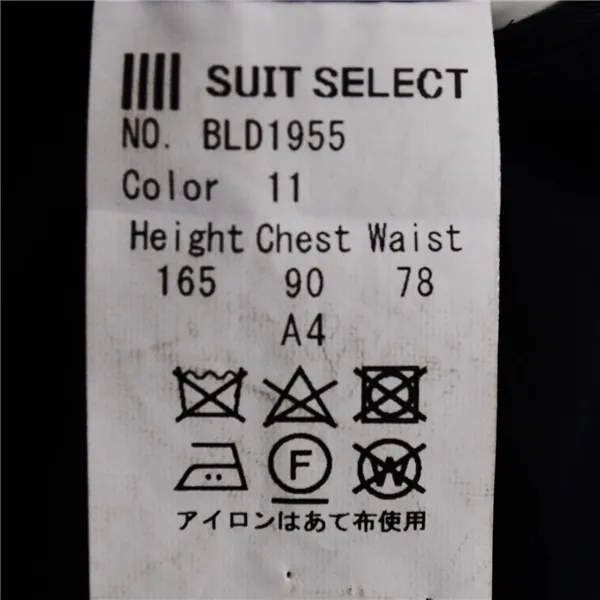 SUIT SELECT
NO. BLD1955
Color 11
Height Chest Waist
165 90 78
A4
F W
アイロンはあて布使用